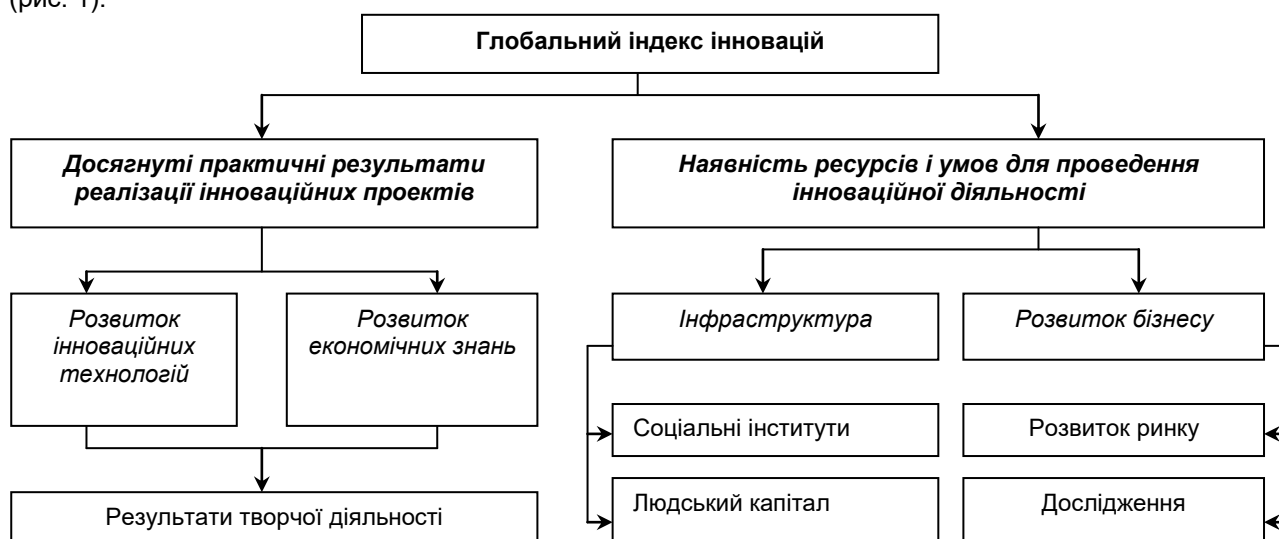 (рис. 1).
Глобальний індекс інновацій
Досягнуті практичні результати
реалізації інноваційних проектів
Наявність ресурсів і умов для проведення
інноваційної діяльності
Розвиток
інноваційних
технологій
Розвиток
економічних знань
Інфраструктура
Розвиток бізнесу
Соціальні інститути
Розвиток ринку
Результати творчої діяльності
Людський капітал
Дослідження